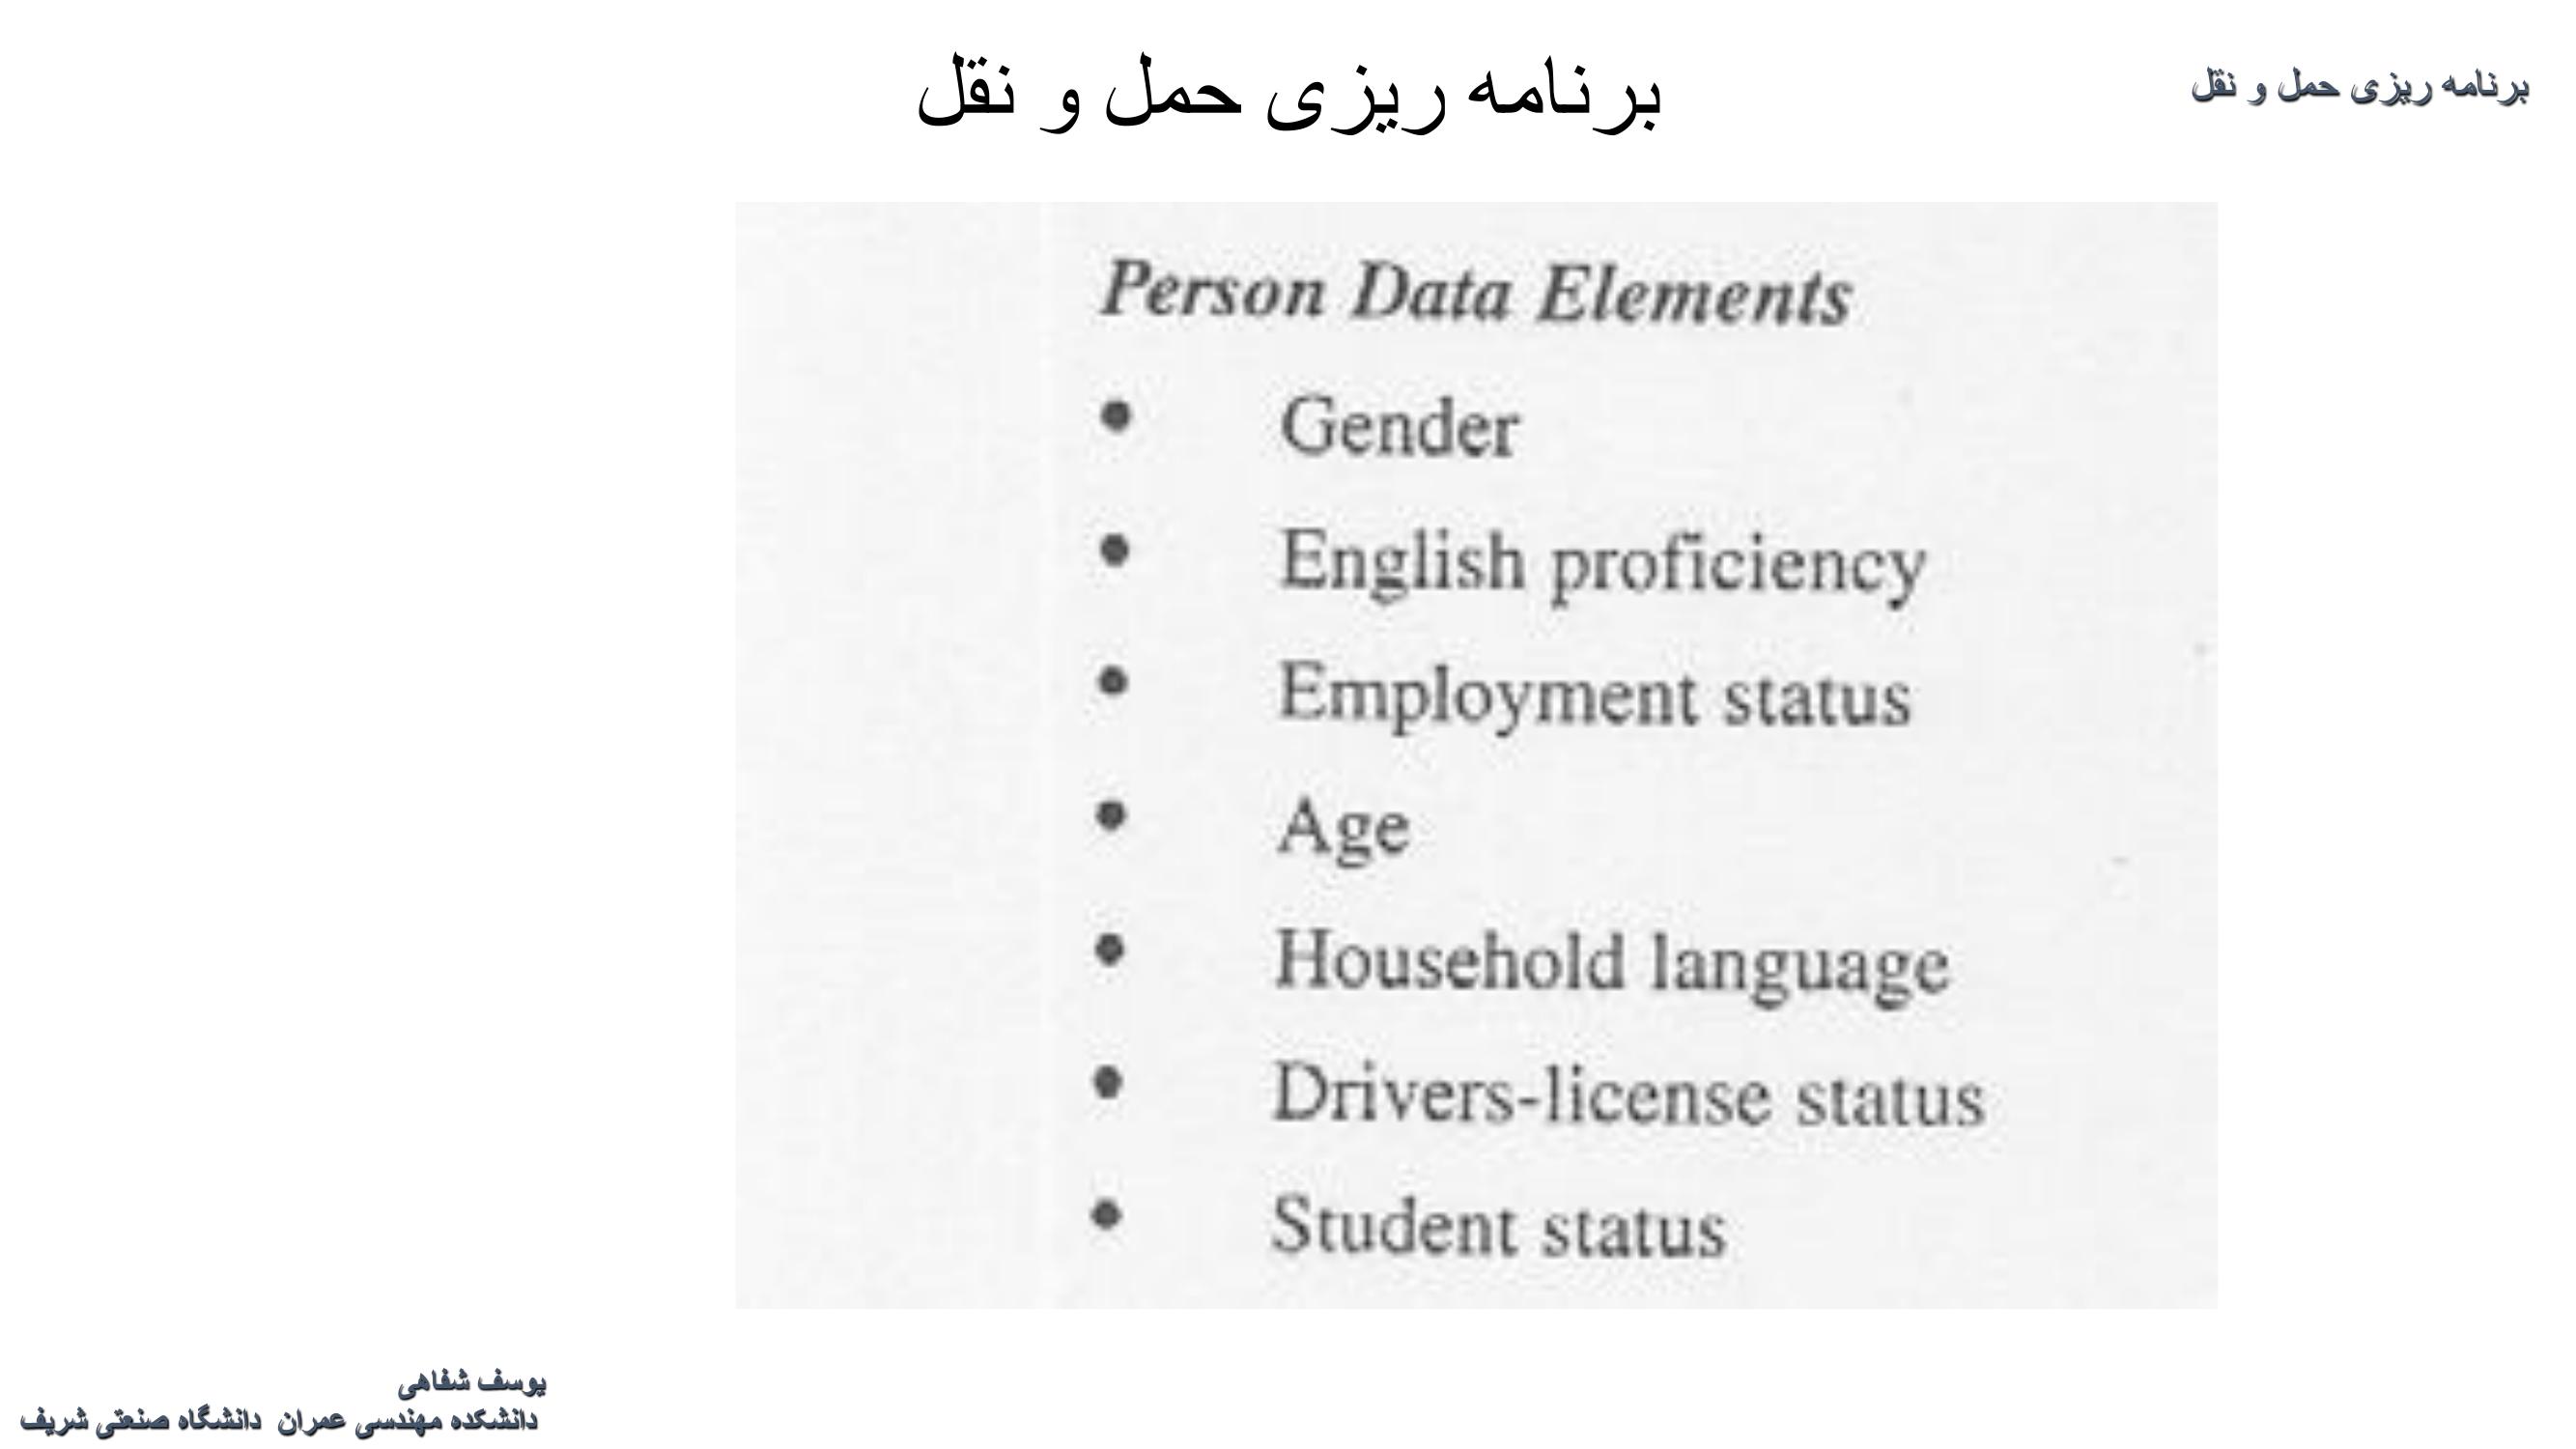 برنامه ریزی حمل و نقل
برنامه ریزی حمل و نقل
Person Data Elements
• Gender
• English proficiency
• Employment status
• Age
• Household language
• Drivers-license status
• Student status
یوسف شفاهی
دانشکده مهندسی عمران دانشگاه صنعتی شریف